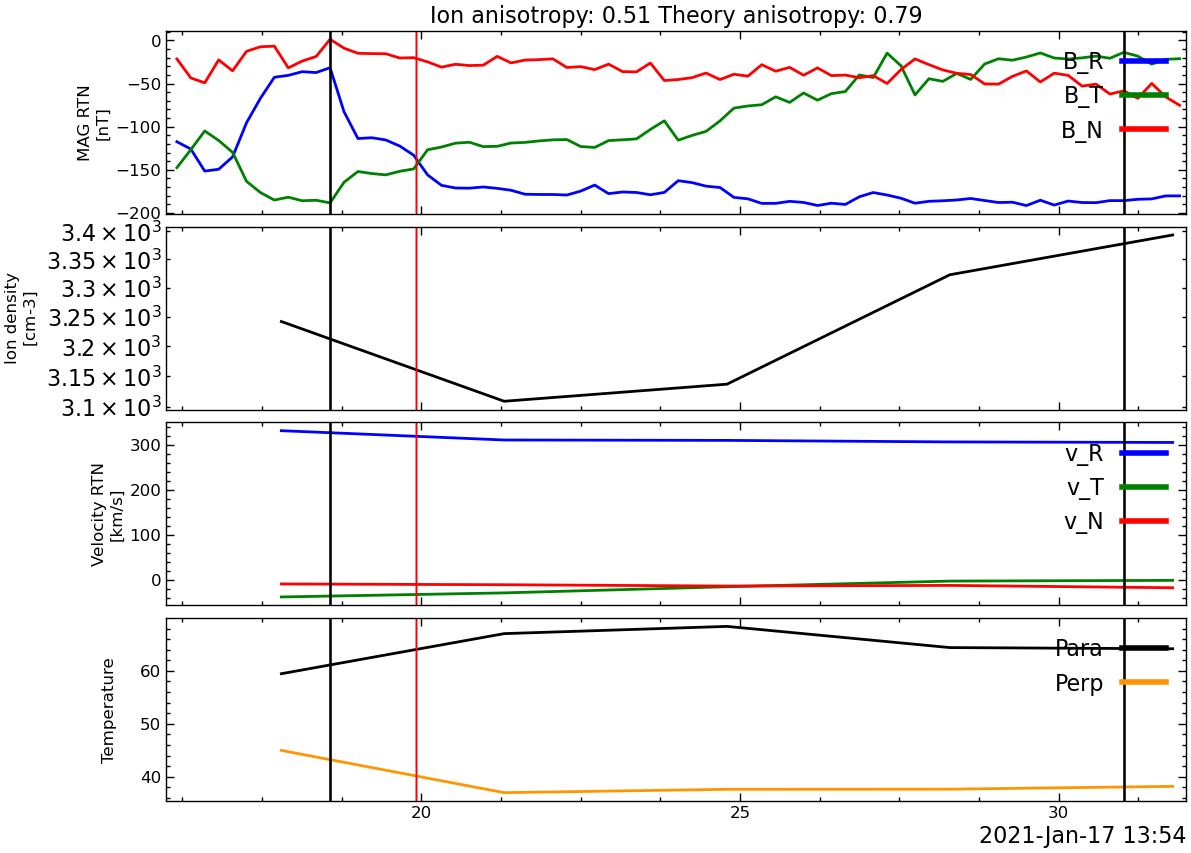 Ion anisotropy: 0.51 Theory anisotropy: 0.79
MAG RTN
[nT]
0
−50
−100
−150
−200
B_R
B_T
B_N
Ion density
[cm-3]
3.4 × 10³
3.35 × 10³
3.3 × 10³
3.25 × 10³
3.2 × 10³
3.15 × 10³
3.1 × 10³
Velocity RTN
[km/s]
300
200
100
0
v_R
v_T
v_N
Temperature
60
50
40
Para
Perp
20
25
30
2021-Jan-17 13:54